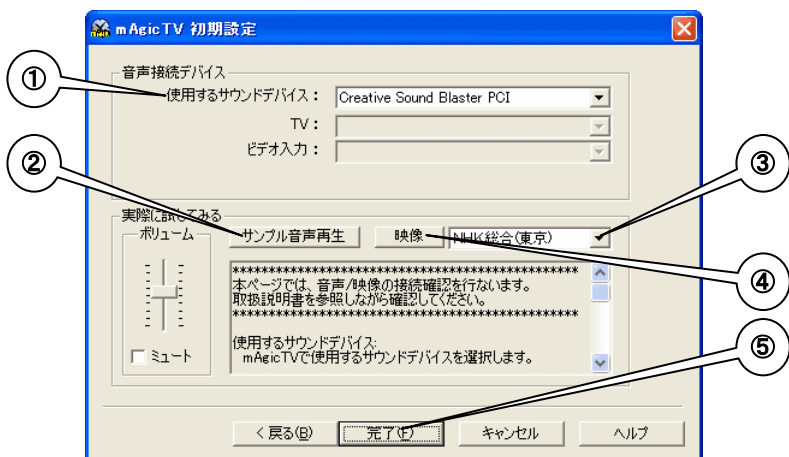 mAgicTV 初期設定
音声接続デバイス
①
使用するサウンドデバイス： Creative Sound Blaster PCI
TV：
ビデオ入力：
②
③
実際に試してみる
ボリューム
サンプル音声再生 映像 NHK総合(東京)
④
**********************************************************
本ページでは、音声/映像の接続確認を行ないます。
取扱説明書を参照しながら確認してください。
**********************************************************
使用するサウンドデバイス:
mAgicTVで使用するサウンドデバイスを選択します。
ミュート
⑤
< 戻る(B) 完了(F) キャンセル ヘルプ